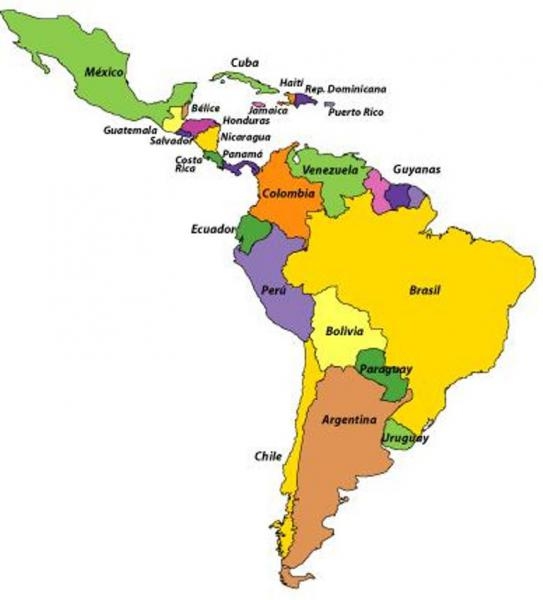 Cuba
México
Haití
Rep. Dominicana
Bélice
Jamaica
Puerto Rico
Honduras
Guatemala
Nicaragua
Salvador
Panamá
Costa
Rica
Venezuela
Guyanas
Colombia
Ecuador
Perú
Brasil
Bolivia
Paraguay
Argentina
Uruguay
Chile